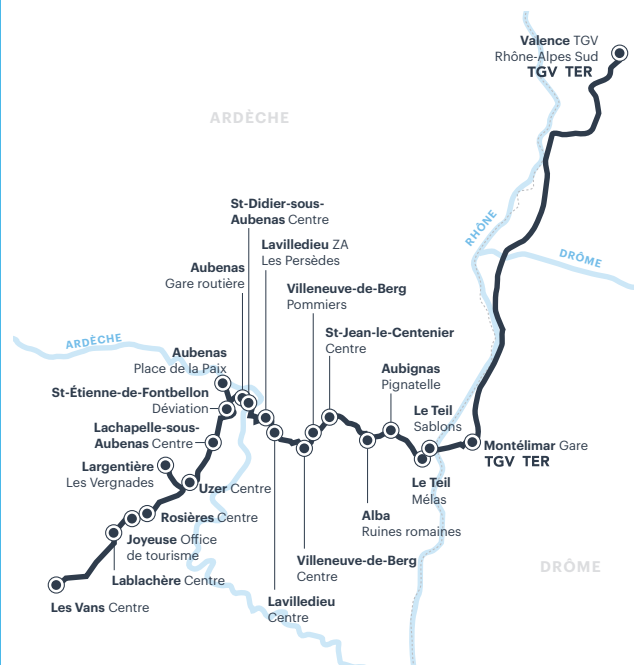 Valence TGV
Rhône-Alpes Sud
TGV TER
ARDÈCHE
St-Didier-sous-
Aubenas Centre
RHÔNE
Lavilledieu ZA
Les Persèdes
DRÔME
Aubenas
Gare routière
Villeneuve-de-Berg
Pommiers
St-Jean-le-Centenier
Centre
ARDÈCHE
Aubenas
Place de la Paix
Aubignas
Pignatelle
St-Étienne-de-Fontbellon
Déviation
Le Teil
Sablons
Lachapelle-sous-
Aubenas Centre
Montélimar Gare
TGV TER
Largentière
Les Vergnades
Uzer Centre
Le Teil
Mélas
Rosières Centre
Alba
Ruines romaines
Joyeuse Office
de tourisme
Villeneuve-de-Berg
Centre
DRÔME
Lablachère Centre
Lavilledieu
Centre
Les Vans Centre